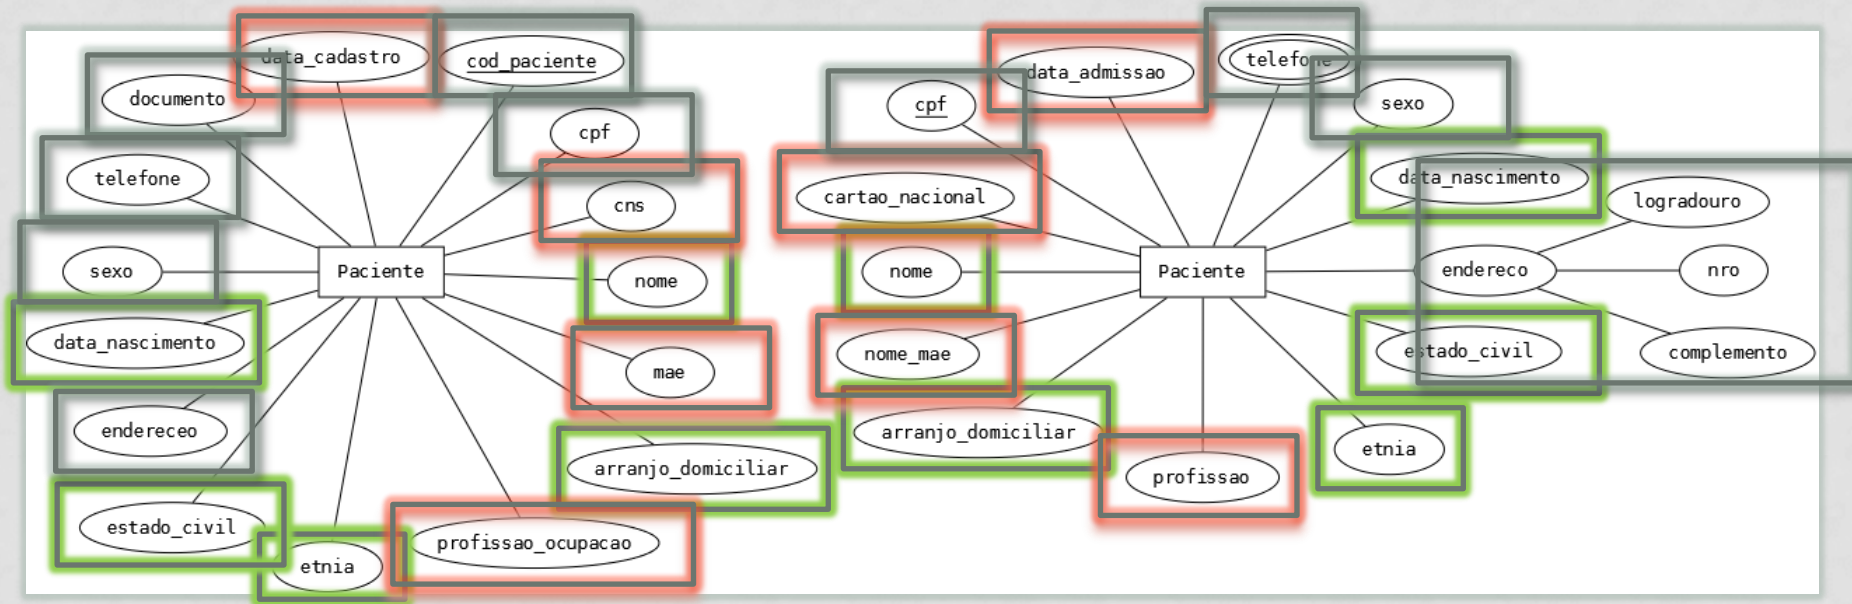 data_cadastro
cod_paciente
documento
cpf
telefone
cns
sexo
Paciente
nome
data_nascimento
mae
endereceo
arranjo_domiciliar
estado_civil
profissao_ocupacao
etnia
data_admissao
telefone
cpf
sexo
cartao_nacional
data_nascimento
logradouro
nome
Paciente
endereco
nro
nome_mae
estado_civil
complemento
arranjo_domiciliar
etnia
profissao